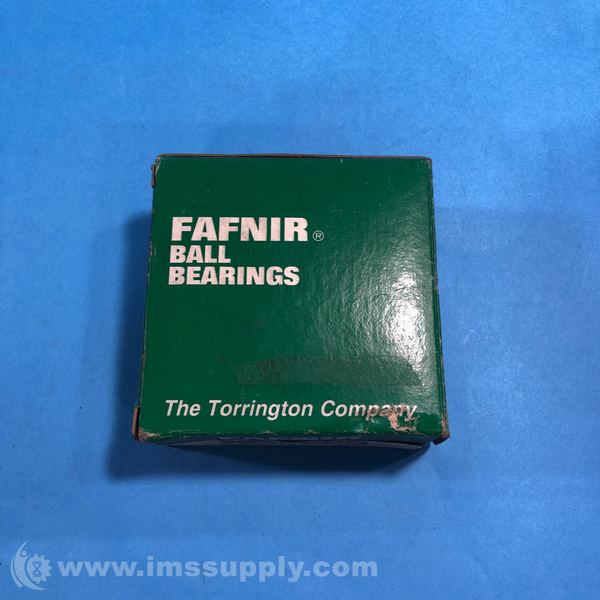 FAFNIR®
BALL
BEARINGS
The Torrington Company
www.imssupply.com